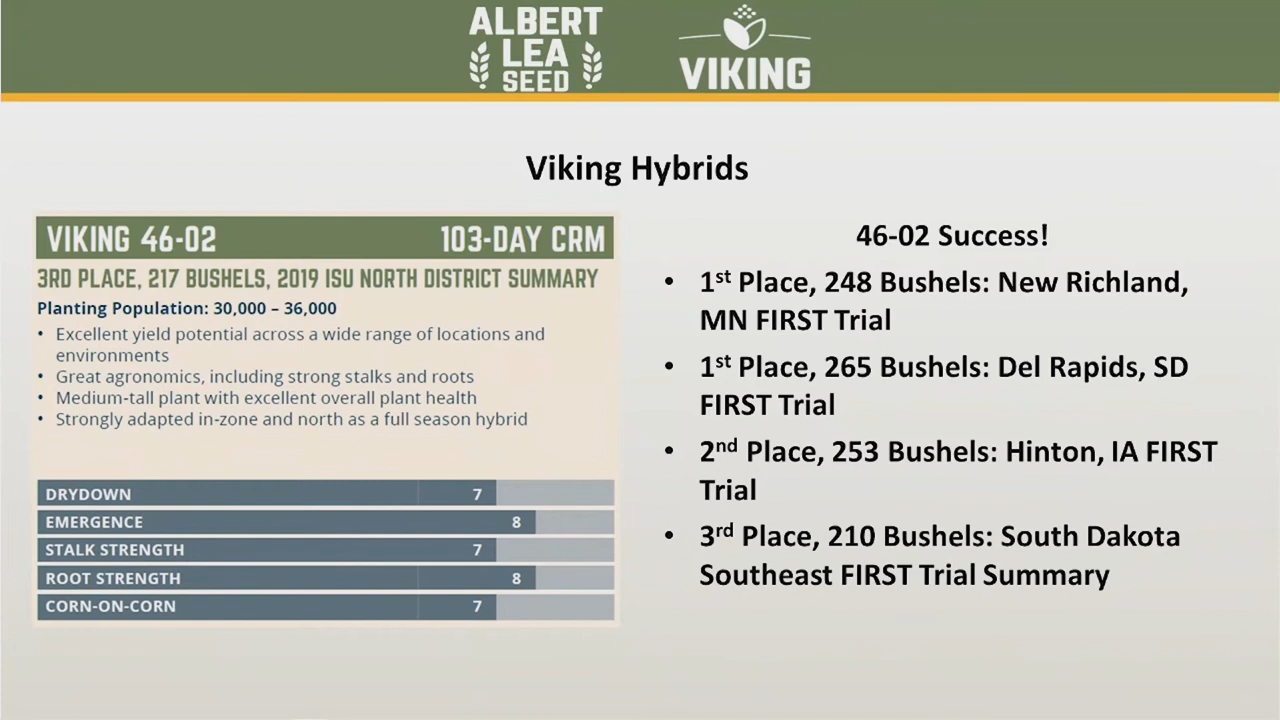 ALBERT
LEA
SEED
VIKING
Viking Hybrids
VIKING 46-02 103-DAY CRM
3RD PLACE, 217 BUSHELS, 2019 ISU NORTH DISTRICT SUMMARY
Planting Population: 30,000 – 36,000
• Excellent yield potential across a wide range of locations and
environments
• Great agronomics, including strong stalks and roots
• Medium-tall plant with excellent overall plant health
• Strongly adapted in-zone and north as a full season hybrid
DRYDOWN 7
EMERGENCE 8
STALK STRENGTH 7
ROOT STRENGTH 8
CORN-ON-CORN 7
46-02 Success!
• 1st Place, 248 Bushels: New Richland,
MN FIRST Trial
• 1st Place, 265 Bushels: Del Rapids, SD
FIRST Trial
• 2nd Place, 253 Bushels: Hinton, IA FIRST
Trial
• 3rd Place, 210 Bushels: South Dakota
Southeast FIRST Trial Summary